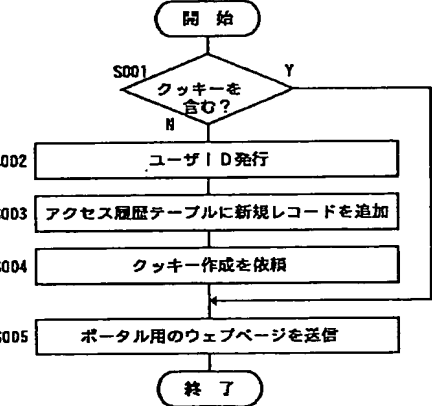 開 始
S001
クッキーを
含む?
Y
N
S002
ユーザID発行
S003
アクセス履歴テーブルに新規レコードを追加
S004
クッキー作成を依頼
S005
ポータル用のウェブページを送信
終 了